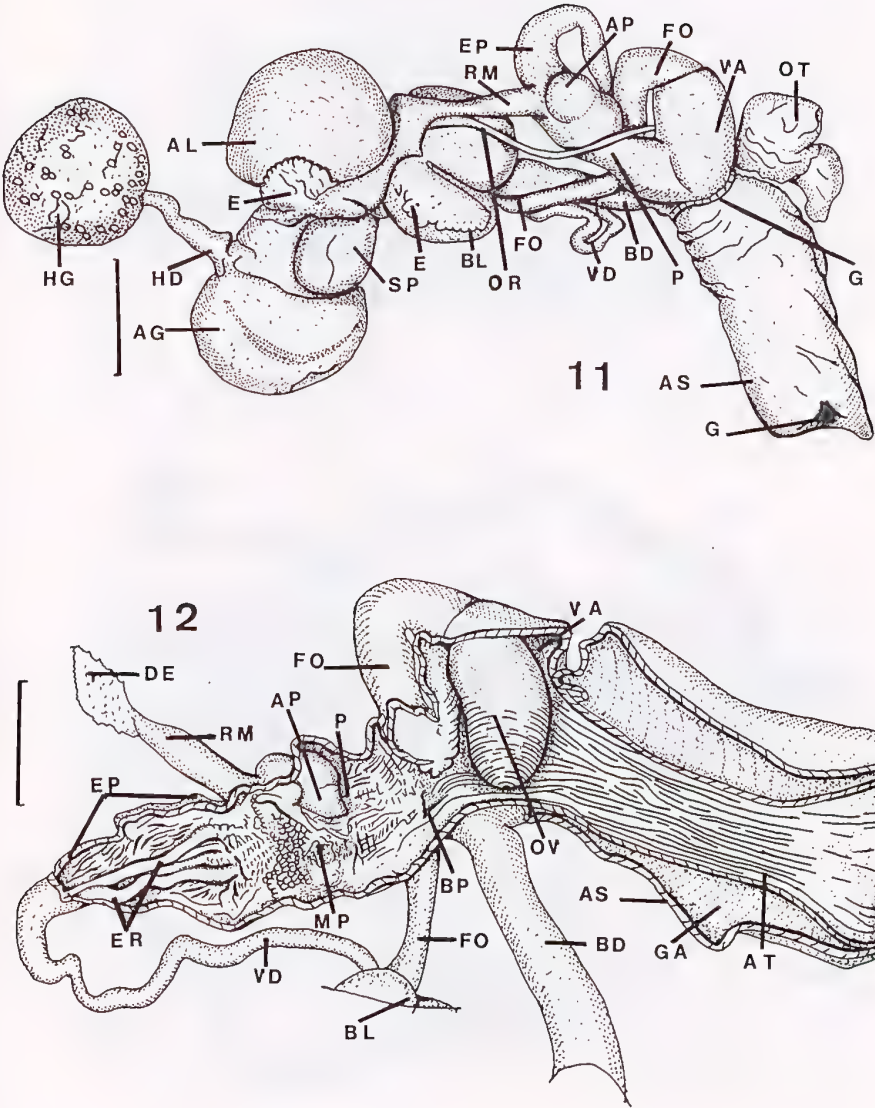 EP
AP
FO
RM
VA
OT
AL
E
HG
HD
SP
E
BL
OR
FO
VD
BD
P
G
AG
11
AS
G
12
VA
DE
FO
AP
P
RM
EP
OV
BP
AS
MP
ER
FO
BD
GA
AT
VD
BL